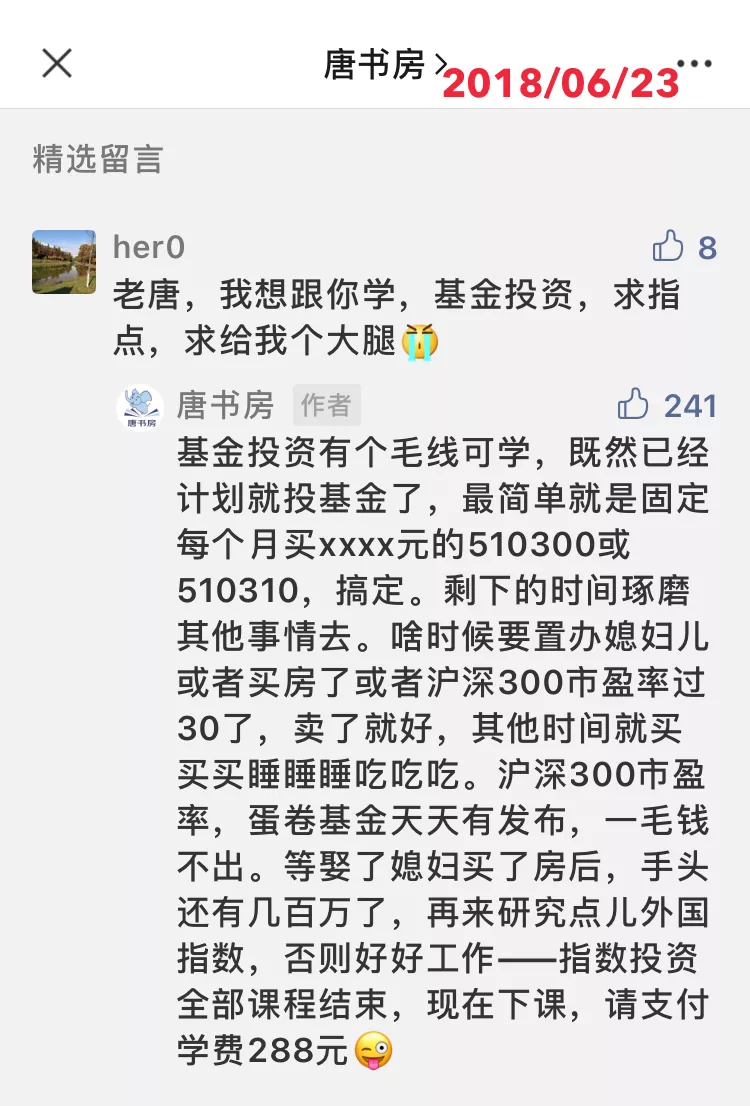 唐书房
2018/06/23
精选留言
her0
8
老唐，我想跟你学，基金投资，求指
点，求给我个大腿😭
唐书房
唐书房 作者
241
基金投资有个毛线可学，既然已经
计划就投基金了，最简单就是固定
每个月买xxxx元的510300或
510310，搞定。剩下的时间琢磨
其他事情去。啥时候要置办媳妇儿
或者买房了或者沪深300市盈率过
30了，卖了就好，其他时间就买
买买睡睡睡吃吃吃。沪深300市盈
率，蛋卷基金天天有发布，一毛钱
不出。等娶了媳妇买了房后，手头
还有几百万了，再来研究点儿外国
指数，否则好好工作——指数投资
全部课程结束，现在下课，请支付
学费288元😜